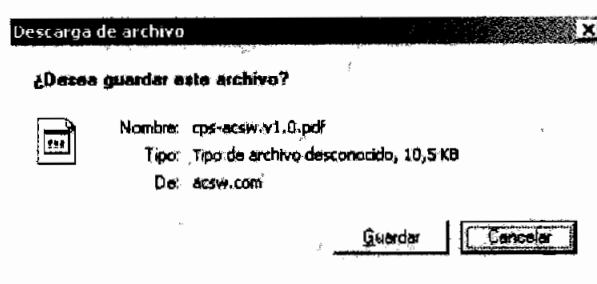 Descarga de archivo
¿Desea guardar este archivo?
Nombre: cps-acsw.v1.0.pdf
Tipo: Tipo de archivo desconocido, 10,5 KB
De: acsw.com
Guardar Cancelar